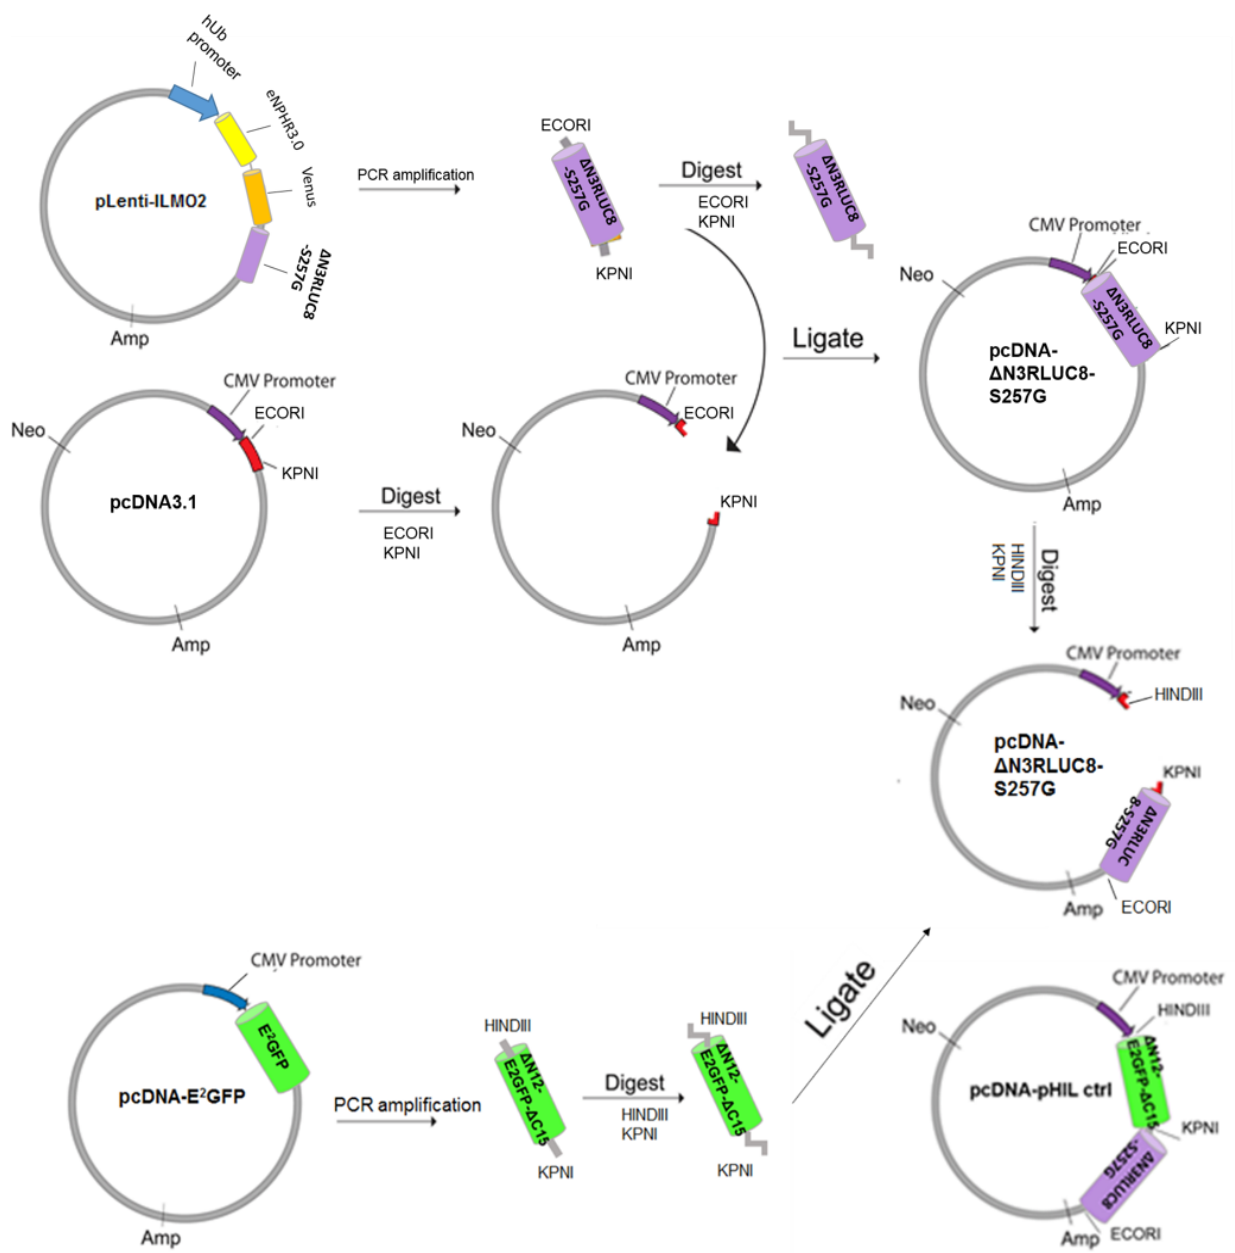 hUb
promoter
eNPHR3.0
Venus
ΔN3RLUC8
-S257G
pLenti-ILMO2
Amp
PCR amplification
ECORI
ΔN3RLUC8
-S257G
KPNI
Digest
ECORI
KPNI
ΔN3RLUC8
-S257G
CMV Promoter
ECORI
KPNI
Neo
pcDNA3.1
Amp
Digest
ECORI
KPNI
CMV Promoter
ECORI
KPNI
Neo
Amp
Ligate
CMV Promoter
ECORI
Neo
ΔN3RLUC8
-S257G
KPNI
pcDNA-
ΔN3RLUC8-
S257G
Amp
Digest
HINDIII
KPNI
CMV Promoter
HINDIII
Neo
pcDNA-
ΔN3RLUC8-
S257G
KPNI
ΔN3RLUC
8-S257G
Amp
ECORI
CMV Promoter
E²GFP
pcDNA-E²GFP
Amp
PCR amplification
HINDIII
ΔN12-
E2GFP-ΔC15
KPNI
Digest
HINDIII
KPNI
HINDIII
ΔN12-
E2GFP-ΔC15
KPNI
Ligate
CMV Promoter
HINDIII
Neo
ΔN12-
E2GFP-ΔC15
pcDNA-pHIL ctrl
KPNI
ΔN3RLUC8
-S257G
Amp
ECORI